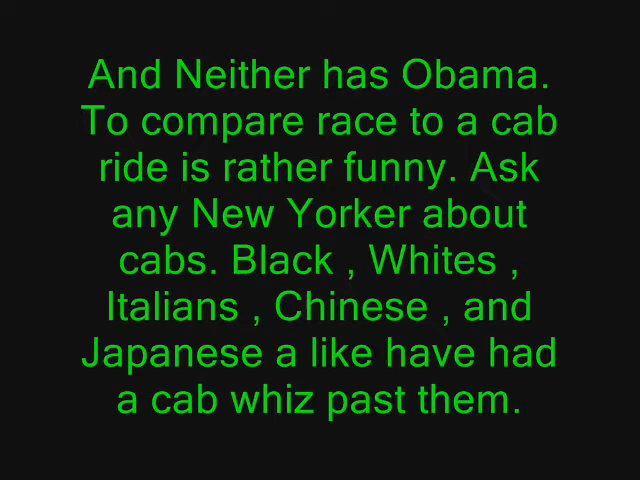 And Neither has Obama.
To compare race to a cab
ride is rather funny. Ask
any New Yorker about
cabs. Black , Whites ,
Italians , Chinese , and
Japanese a like have had
a cab whiz past them.